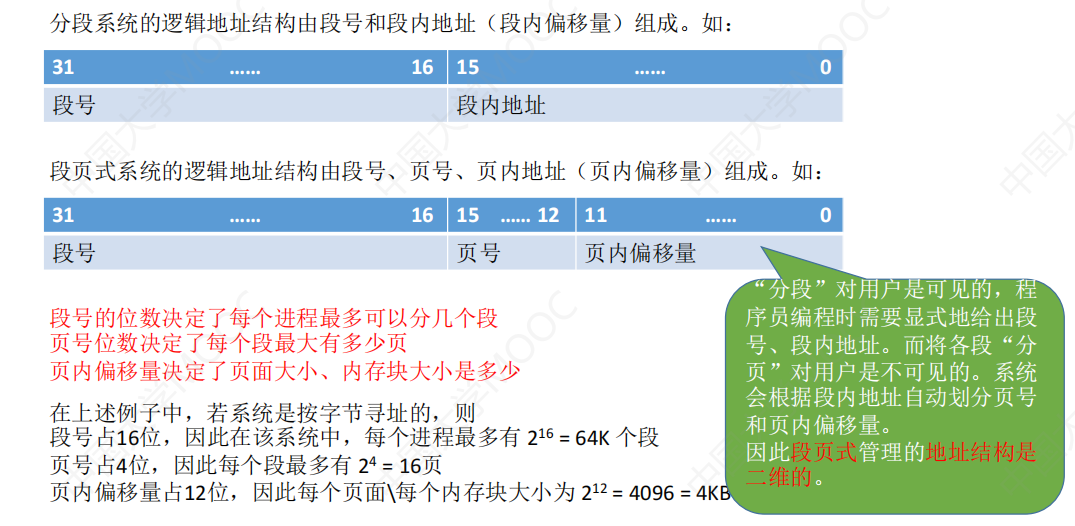 分段系统的逻辑地址结构由段号和段内地址（段内偏移量）组成。如：
31 …… 16 15 …… 0
段号 段内地址
段页式系统的逻辑地址结构由段号、页号、页内地址（页内偏移量）组成。如：
31 …… 16 15 …… 12 11 …… 0
段号 页号 页内偏移量
段号的位数决定了每个进程最多可以分几个段
页号位数决定了每个段最大有多少页
页内偏移量决定了页面大小、内存块大小是多少
在上述例子中，若系统是按字节寻址的，则
段号占16位，因此在该系统中，每个进程最多有 2¹⁶ = 64K 个段
页号占4位，因此每个段最多有 2⁴ = 16页
页内偏移量占12位，因此每个页面\每个内存块大小为 2¹² = 4096 = 4KB
“分段”对用户是可见的，程
序员编程时需要显式地给出段
号、段内地址。而将各段“分
页”对用户是不可见的。系统
会根据段内地址自动划分页号
和页内偏移量。
因此段页式管理的地址结构是
二维的。
中国大学MOOC